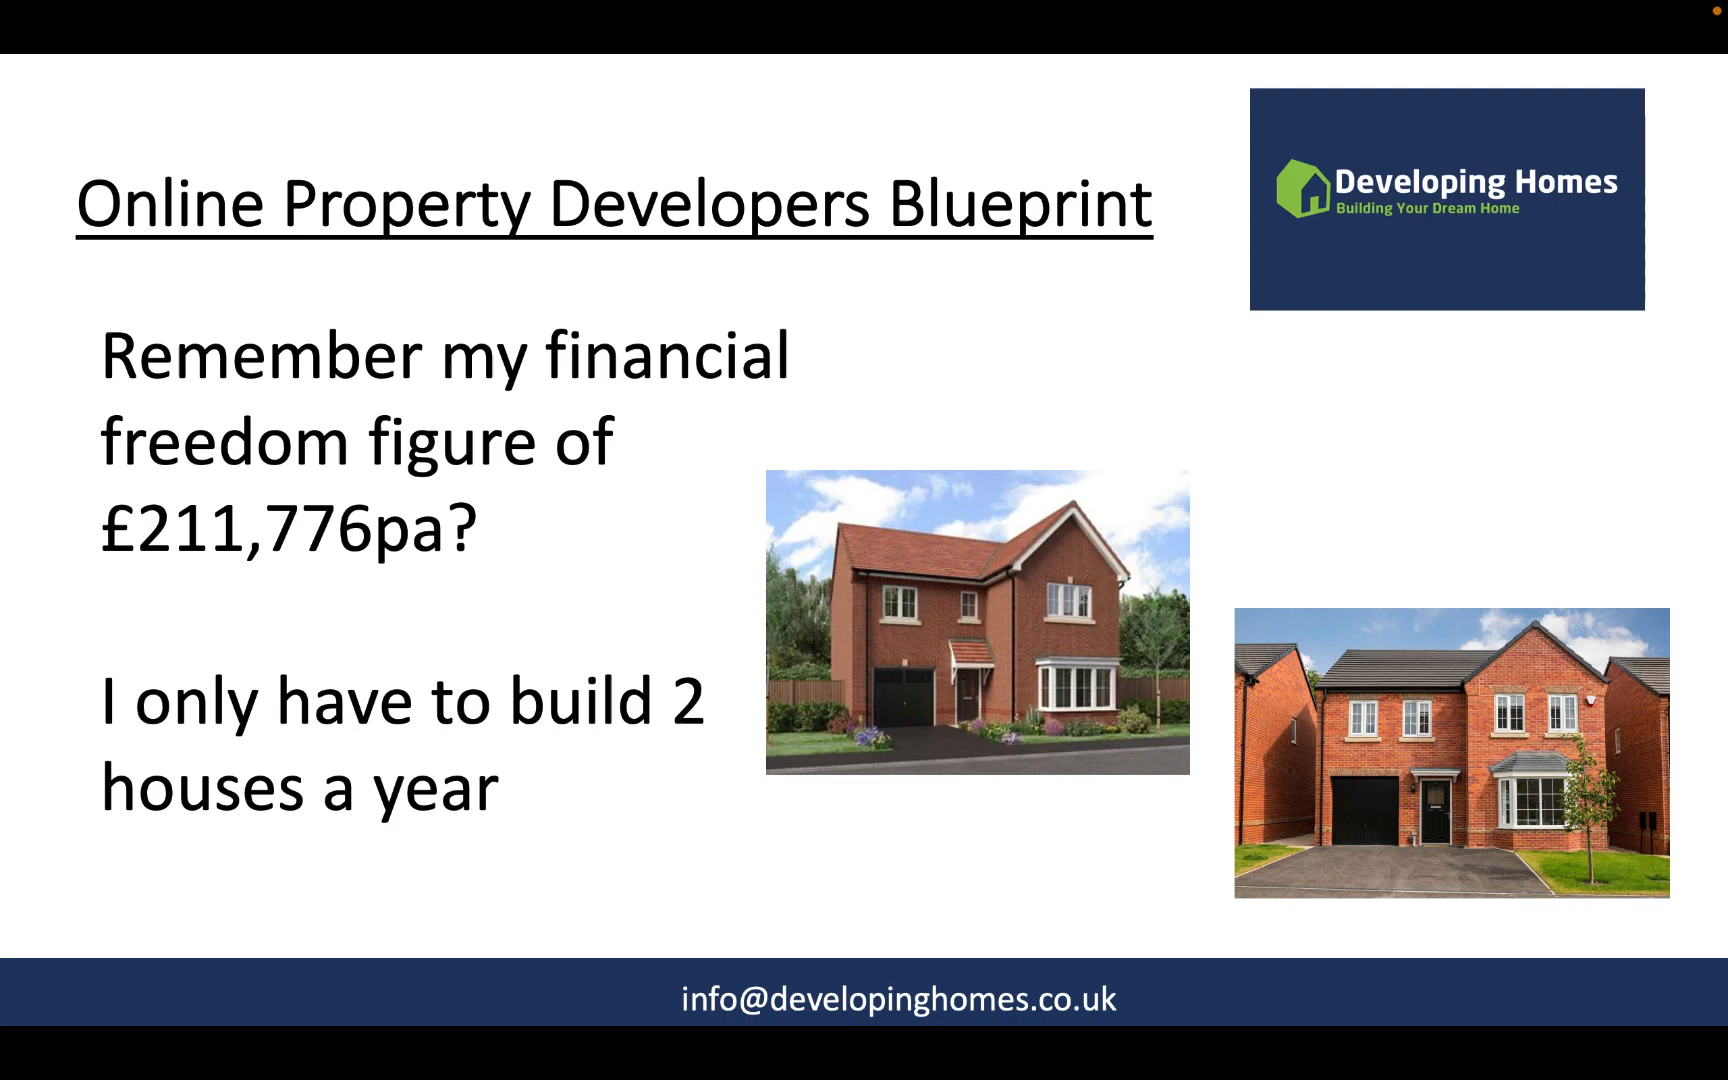 Developing Homes
Building Your Dream Home
Online Property Developers Blueprint
Remember my financial
freedom figure of
£211,776pa?
I only have to build 2
houses a year
info@developinghomes.co.uk